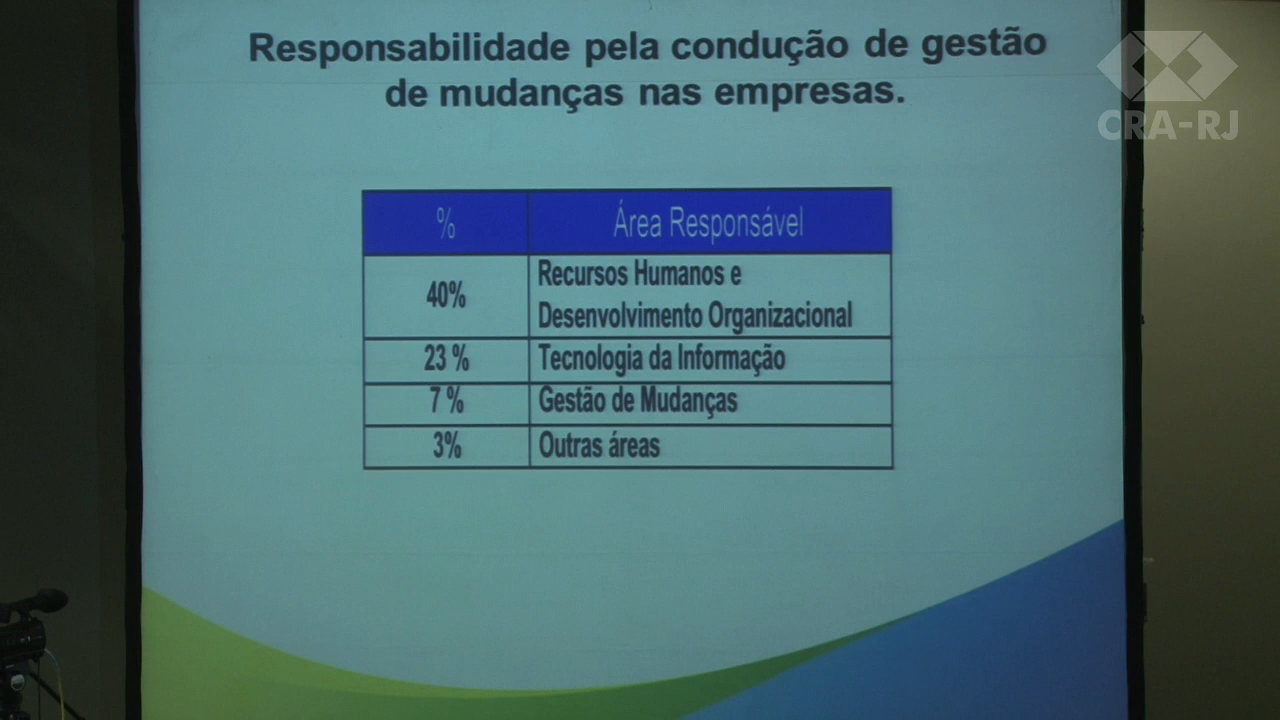 Responsabilidade pela condução de gestão
de mudanças nas empresas.
CRA-RJ
% Área Responsável
40% Recursos Humanos e
Desenvolvimento Organizacional
23 % Tecnologia da Informação
7 % Gestão de Mudanças
3% Outras áreas